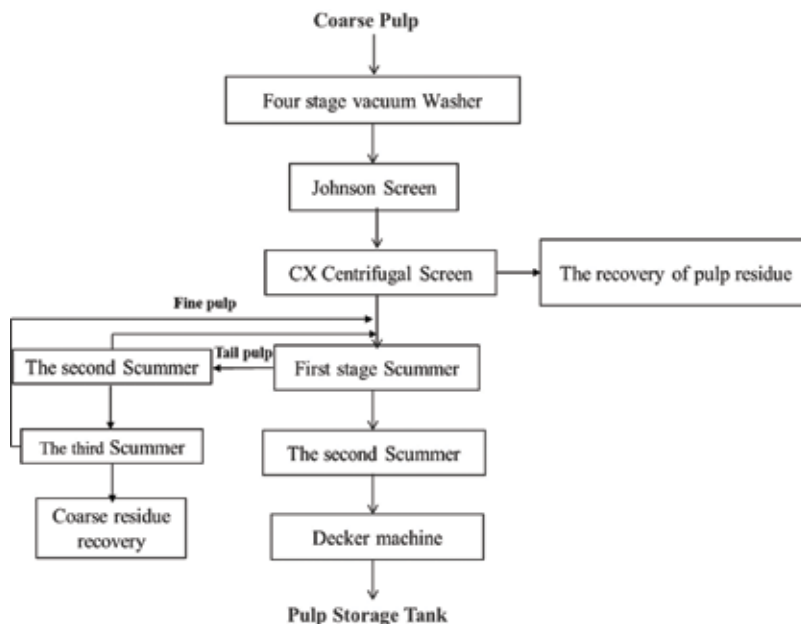 Coarse Pulp
Four stage vacuum Washer
Johnson Screen
CX Centrifugal Screen
The recovery of pulp residue
Fine pulp
Tail pulp
The second Scummer
First stage Scummer
The third Scummer
The second Scummer
Coarse residue
recovery
Decker machine
Pulp Storage Tank